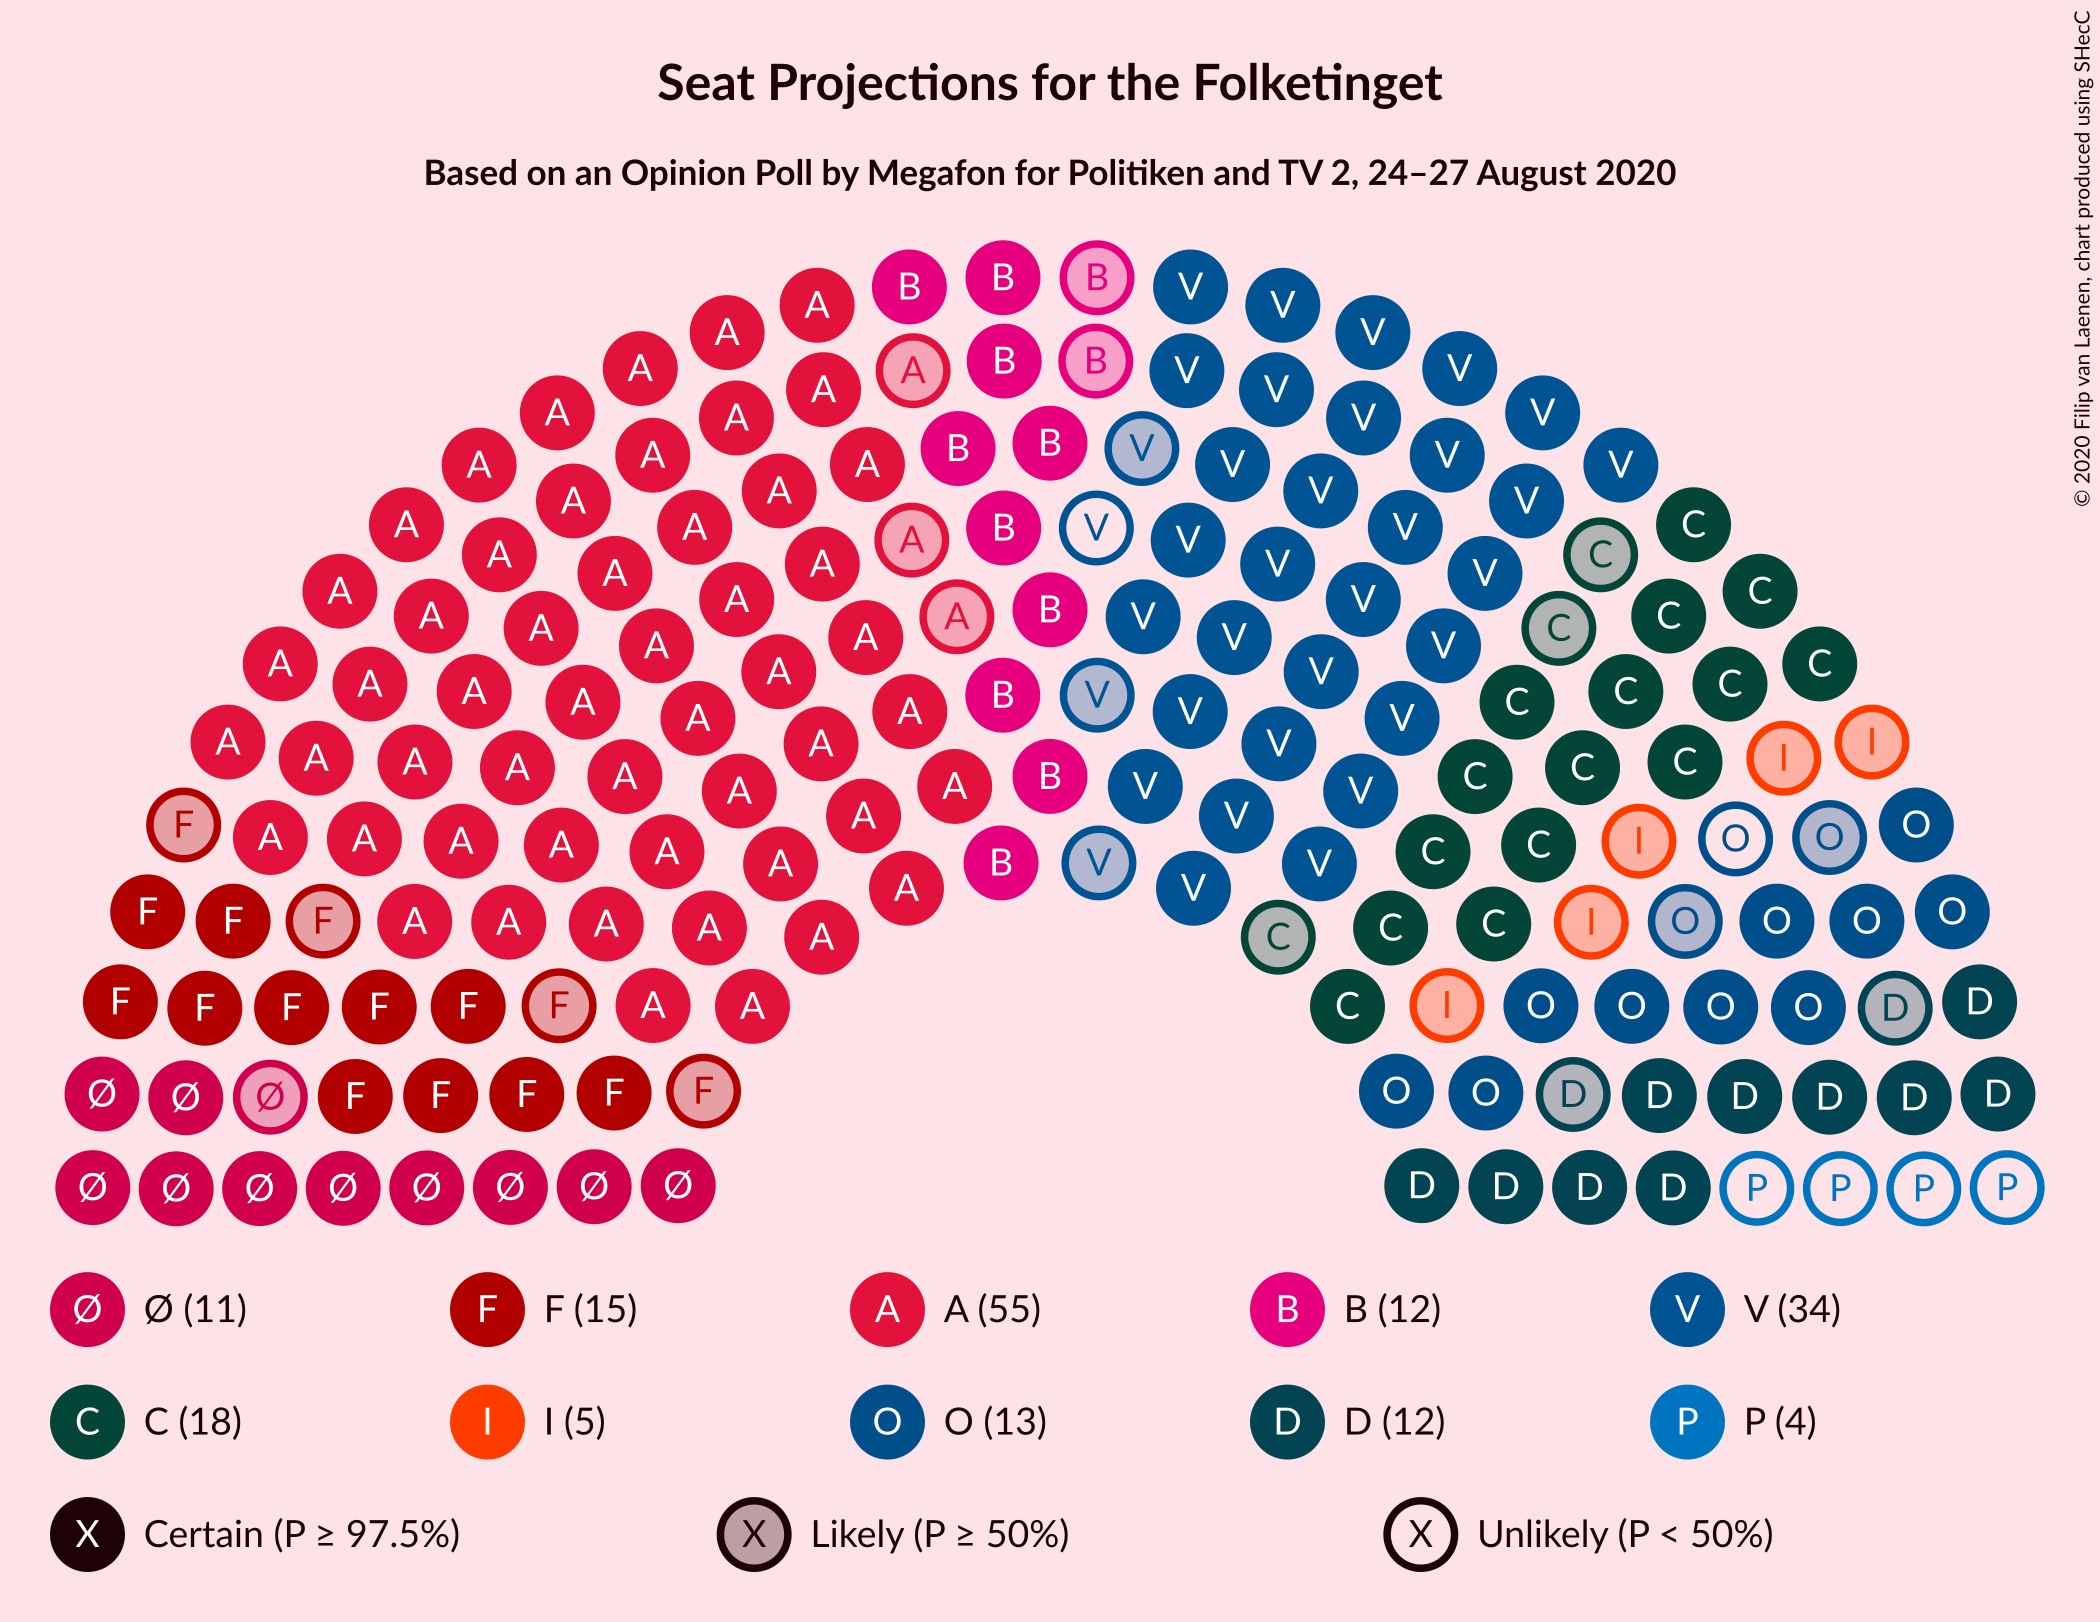 Seat Projections for the Folketinget
Based on an Opinion Poll by Megafon for Politiken and TV 2, 24–27 August 2020
© 2020 Filip van Laenen, chart produced using SHecC
B B B V
A A V V
A A B B V V V
A A A V V V
A A A B B V V V
A A A A V V V V
A A A A B V V V V C C
A A A A A V V V V C
A A A A A B V V V V C C C
A A A A A V V V C
A A A A A A B V V V C C C C
A A A A A A V V C C C I I
A A A A A A B V V V C
F A A A A A A A V V C C I O O O
A A B V V
F F F A A A A A C C C I O O O O
F F F F F F A A C I O O O O D D
Ø Ø Ø F F F F F O O D D D D D D
Ø Ø Ø Ø Ø Ø Ø Ø D D D D P P P P
Ø Ø (11) F F (15) A A (55) B B (12) V V (34)
C C (18) I I (5) O O (13) D D (12) P P (4)
X Certain (P ≥ 97.5%) X Likely (P ≥ 50%) X Unlikely (P < 50%)